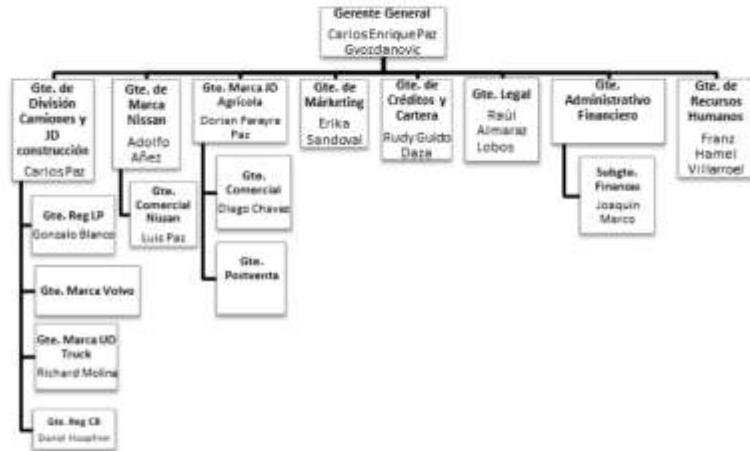 Gerente General
Carlos Enrique Paz
Gvozdanovic
Gte. de
División
Camiones y
JD
construcción
Carlos Paz
Gte. Reg LP
Gonzalo Blanco
Gte. Marca Volvo
Gte. Marca UD
Truck
Richard Molina
Gte. Reg CB
Daniel
Gte. de
Marca
Nissan
Adolfo
Añez
Gte.
Comercial
Nissan
Luis Paz
Gte. Marca JD
Agrícola
Dorian Pereyra
Paz
Gte.
Comercial
Diego Chavez
Gte.
Postventa
Gte. de
Márketing
Erika
Sandoval
Gte. de
Créditos y
Cartera
Rudy Guido
Daza
Gte. Legal
Raúl
Almaraz
Lobos
Gte.
Administrativo
Financiero
Subgte.
Finanzas
Joaquin
Marco
Gte. de
Recursos
Humanos
Franz
Hamel
Villarroel